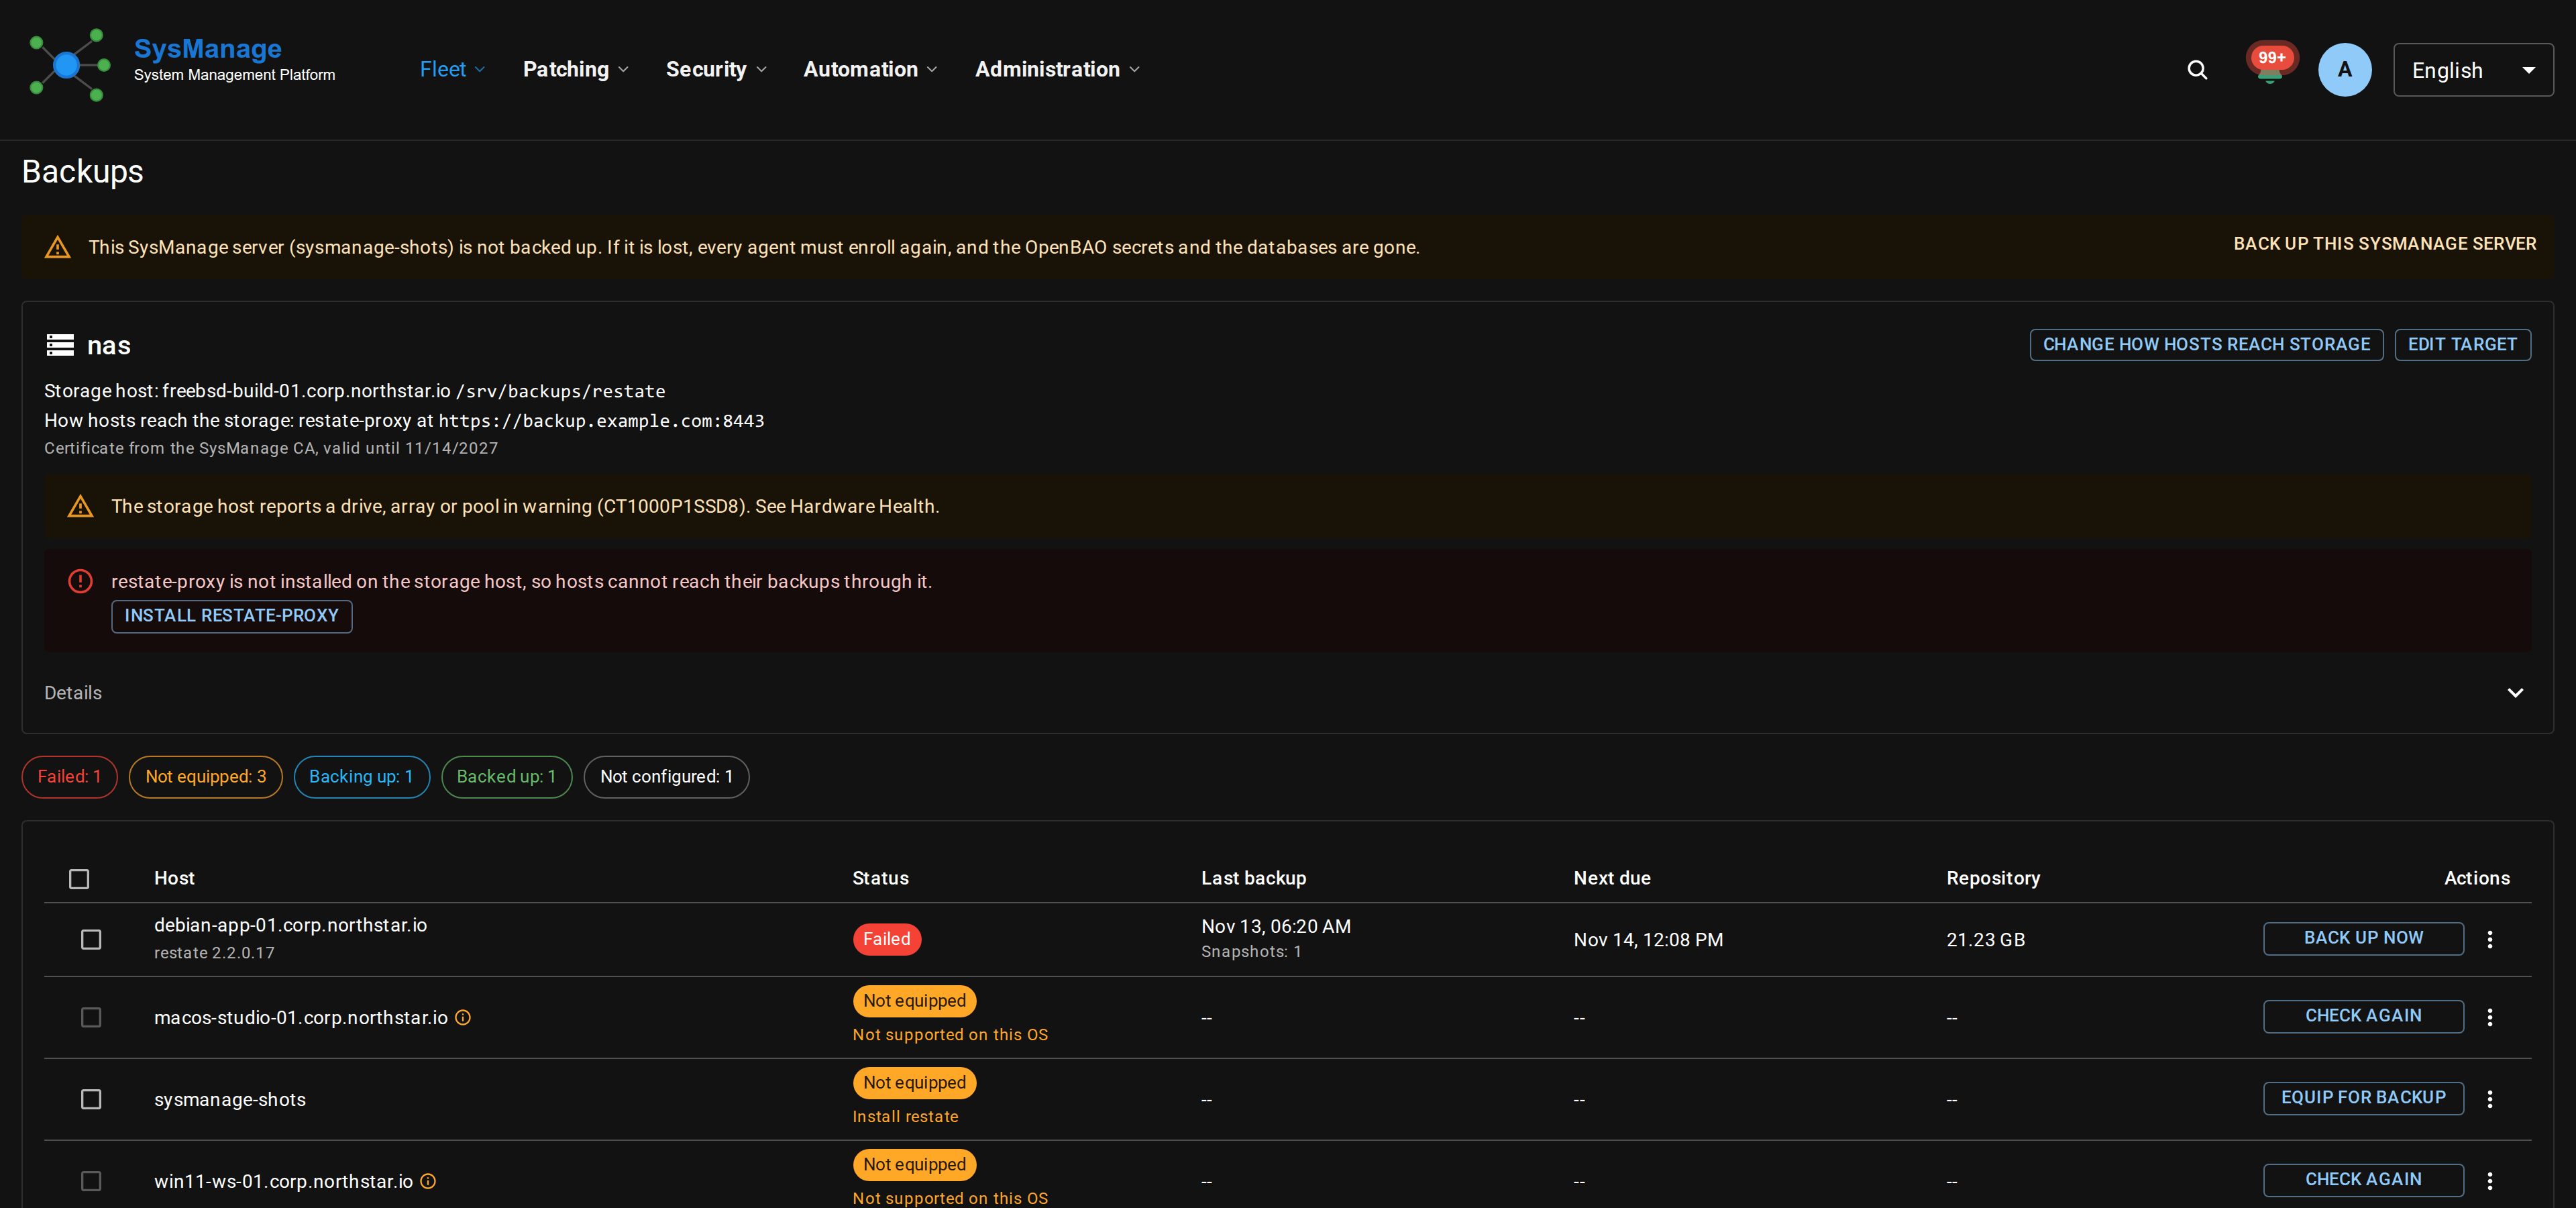 SysManage
System Management Platform
Fleet
Patching
Security
Automation
Administration
99+
A
English
Backups
This SysManage server (sysmanage-shots) is not backed up. If it is lost, every agent must enroll again, and the OpenBAO secrets and the databases are gone.
BACK UP THIS SYSMANAGE SERVER
nas
CHANGE HOW HOSTS REACH STORAGE
EDIT TARGET
Storage host: freebsd-build-01.corp.northstar.io /srv/backups/restate
How hosts reach the storage: restate-proxy at https://backup.example.com:8443
Certificate from the SysManage CA, valid until 11/14/2027
The storage host reports a drive, array or pool in warning (CT1000P1SSD8). See Hardware Health.
restate-proxy is not installed on the storage host, so hosts cannot reach their backups through it.
INSTALL RESTATE-PROXY
Details
Failed: 1
Not equipped: 3
Backing up: 1
Backed up: 1
Not configured: 1
Host
Status
Last backup
Next due
Repository
Actions
debian-app-01.corp.northstar.io
restate 2.2.0.17
Failed
Nov 13, 06:20 AM
Snapshots: 1
Nov 14, 12:08 PM
21.23 GB
BACK UP NOW
macos-studio-01.corp.northstar.io
Not equipped
Not supported on this OS
--
--
--
CHECK AGAIN
sysmanage-shots
Not equipped
Install restate
--
--
--
EQUIP FOR BACKUP
win11-ws-01.corp.northstar.io
Not equipped
Not supported on this OS
--
--
--
CHECK AGAIN